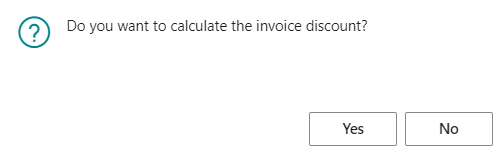 Do you want to calculate the invoice discount?
Yes
No